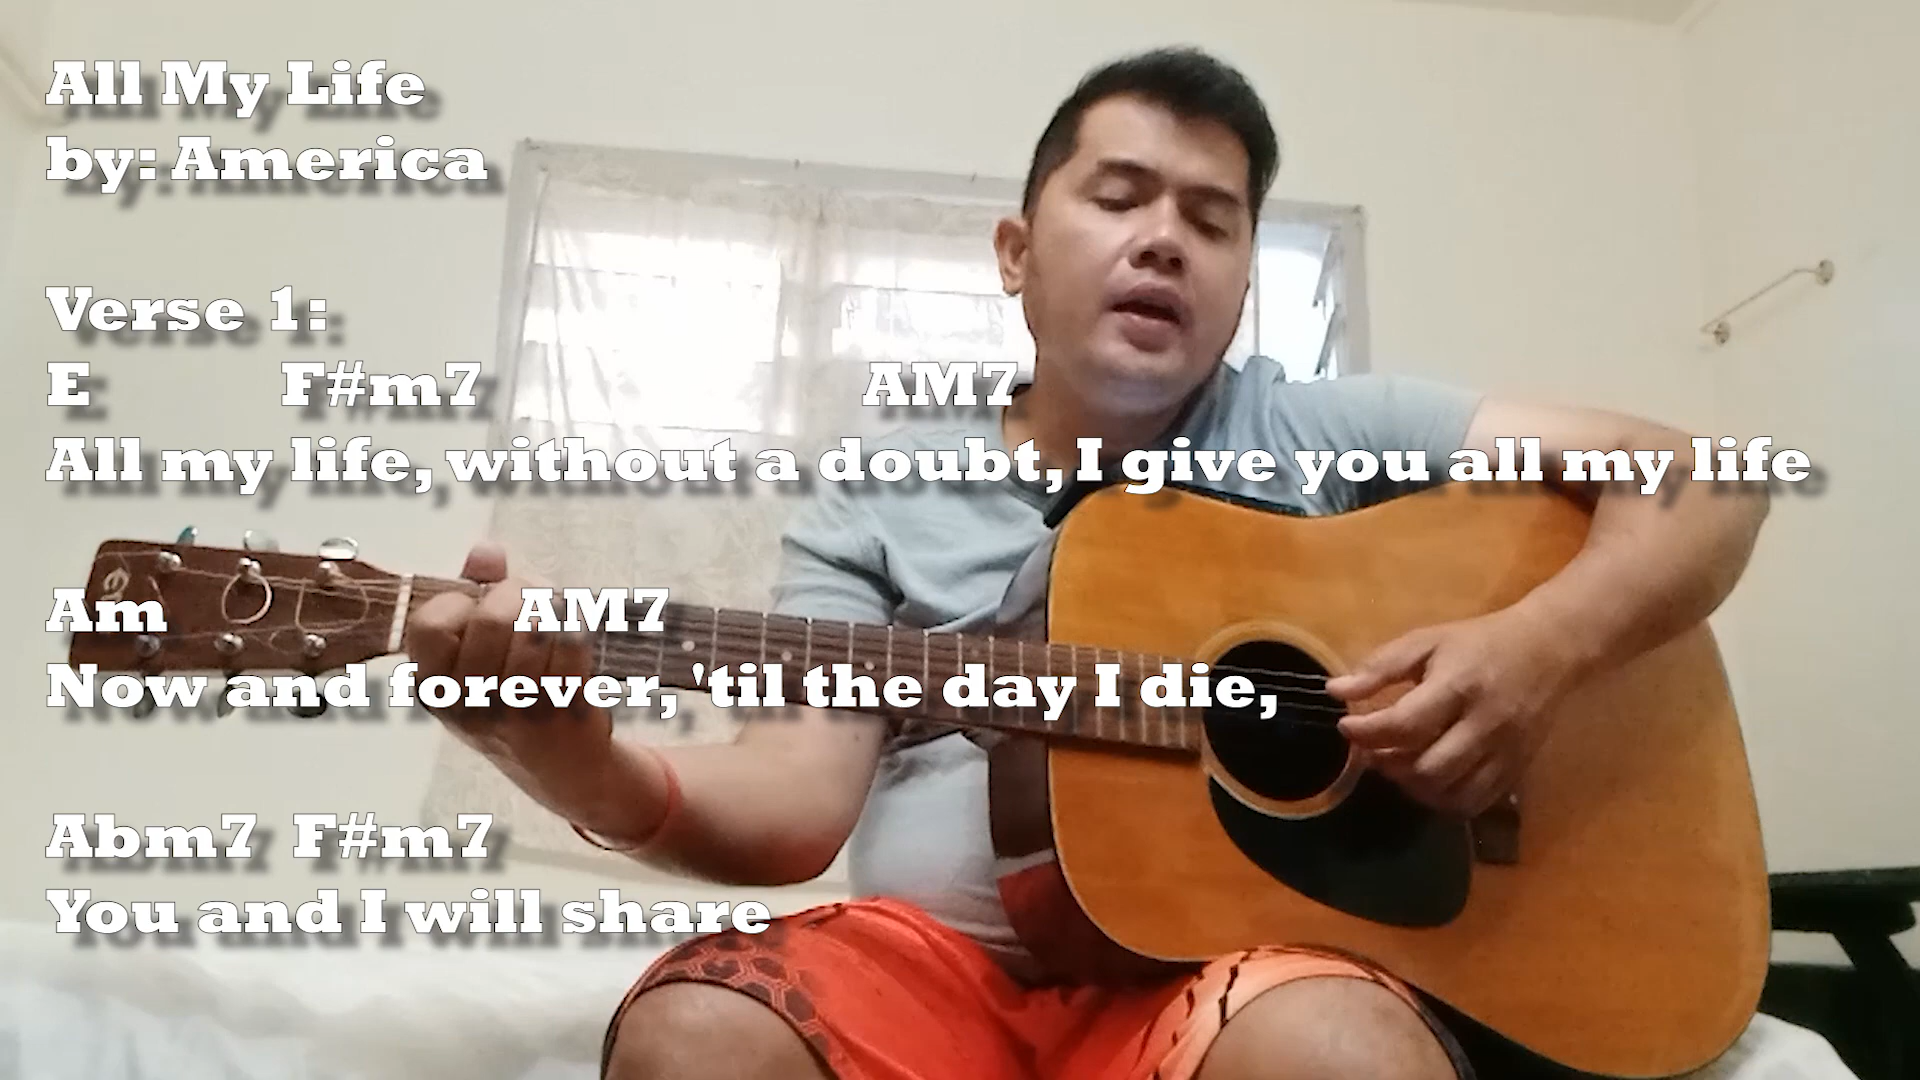 All My Life
by: America
Verse 1:
E F#m7 AM7
All my life, without a doubt, I give you all my life
Am AM7
Now and forever, 'til the day I die,
Abm7 F#m7
You and I will share